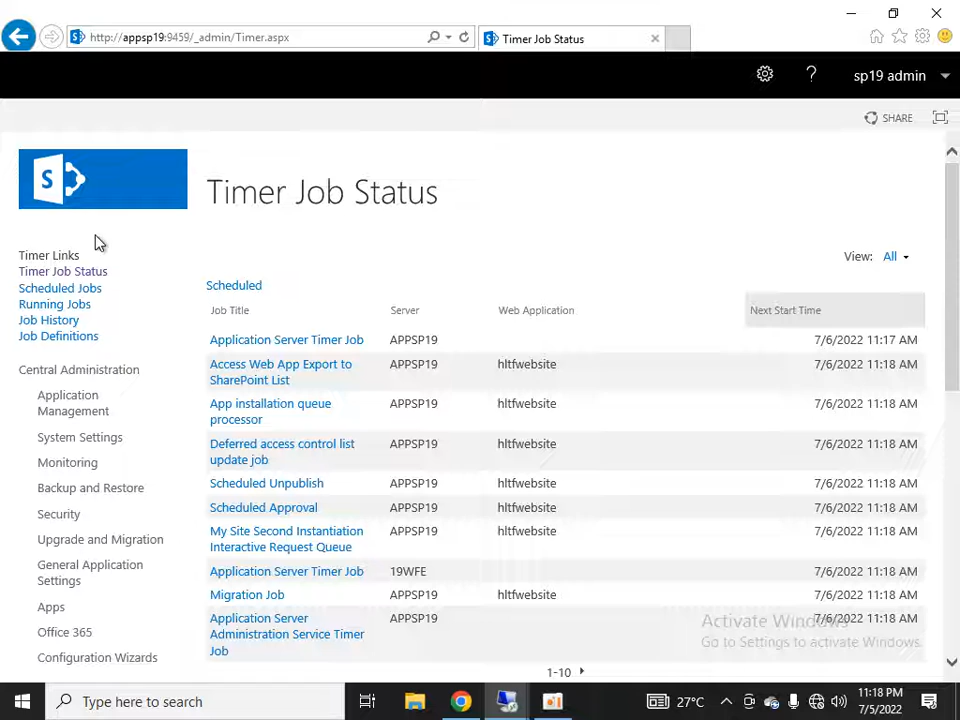 http://appsp19:9459/_admin/Timer.aspx
Timer Job Status
sp19 admin
SHARE
S
Timer Job Status
Timer Links
Timer Job Status
Scheduled Jobs
Running Jobs
Job History
Job Definitions
Central Administration
Application
Management
System Settings
Monitoring
Backup and Restore
Security
Upgrade and Migration
General Application
Settings
Apps
Office 365
Configuration Wizards
View: All
Scheduled
Job Title Server Web Application Next Start Time
Application Server Timer Job APPSP19 7/6/2022 11:17 AM
Access Web App Export to APPSP19 hltfwebsite 7/6/2022 11:18 AM
SharePoint List
App installation queue APPSP19 hltfwebsite 7/6/2022 11:18 AM
processor
Deferred access control list APPSP19 hltfwebsite 7/6/2022 11:18 AM
update job
Scheduled Unpublish APPSP19 hltfwebsite 7/6/2022 11:18 AM
Scheduled Approval APPSP19 hltfwebsite 7/6/2022 11:18 AM
My Site Second Instantiation APPSP19 hltfwebsite 7/6/2022 11:18 AM
Interactive Request Queue
Application Server Timer Job 19WFE 7/6/2022 11:18 AM
Migration Job APPSP19 hltfwebsite 7/6/2022 11:18 AM
Application Server APPSP19 7/6/2022 11:18 AM
Administration Service Timer
Job
Activate Windows
Go to Settings to activate Windows.
1-10
Type here to search
27°C
11:18 PM
7/5/2022